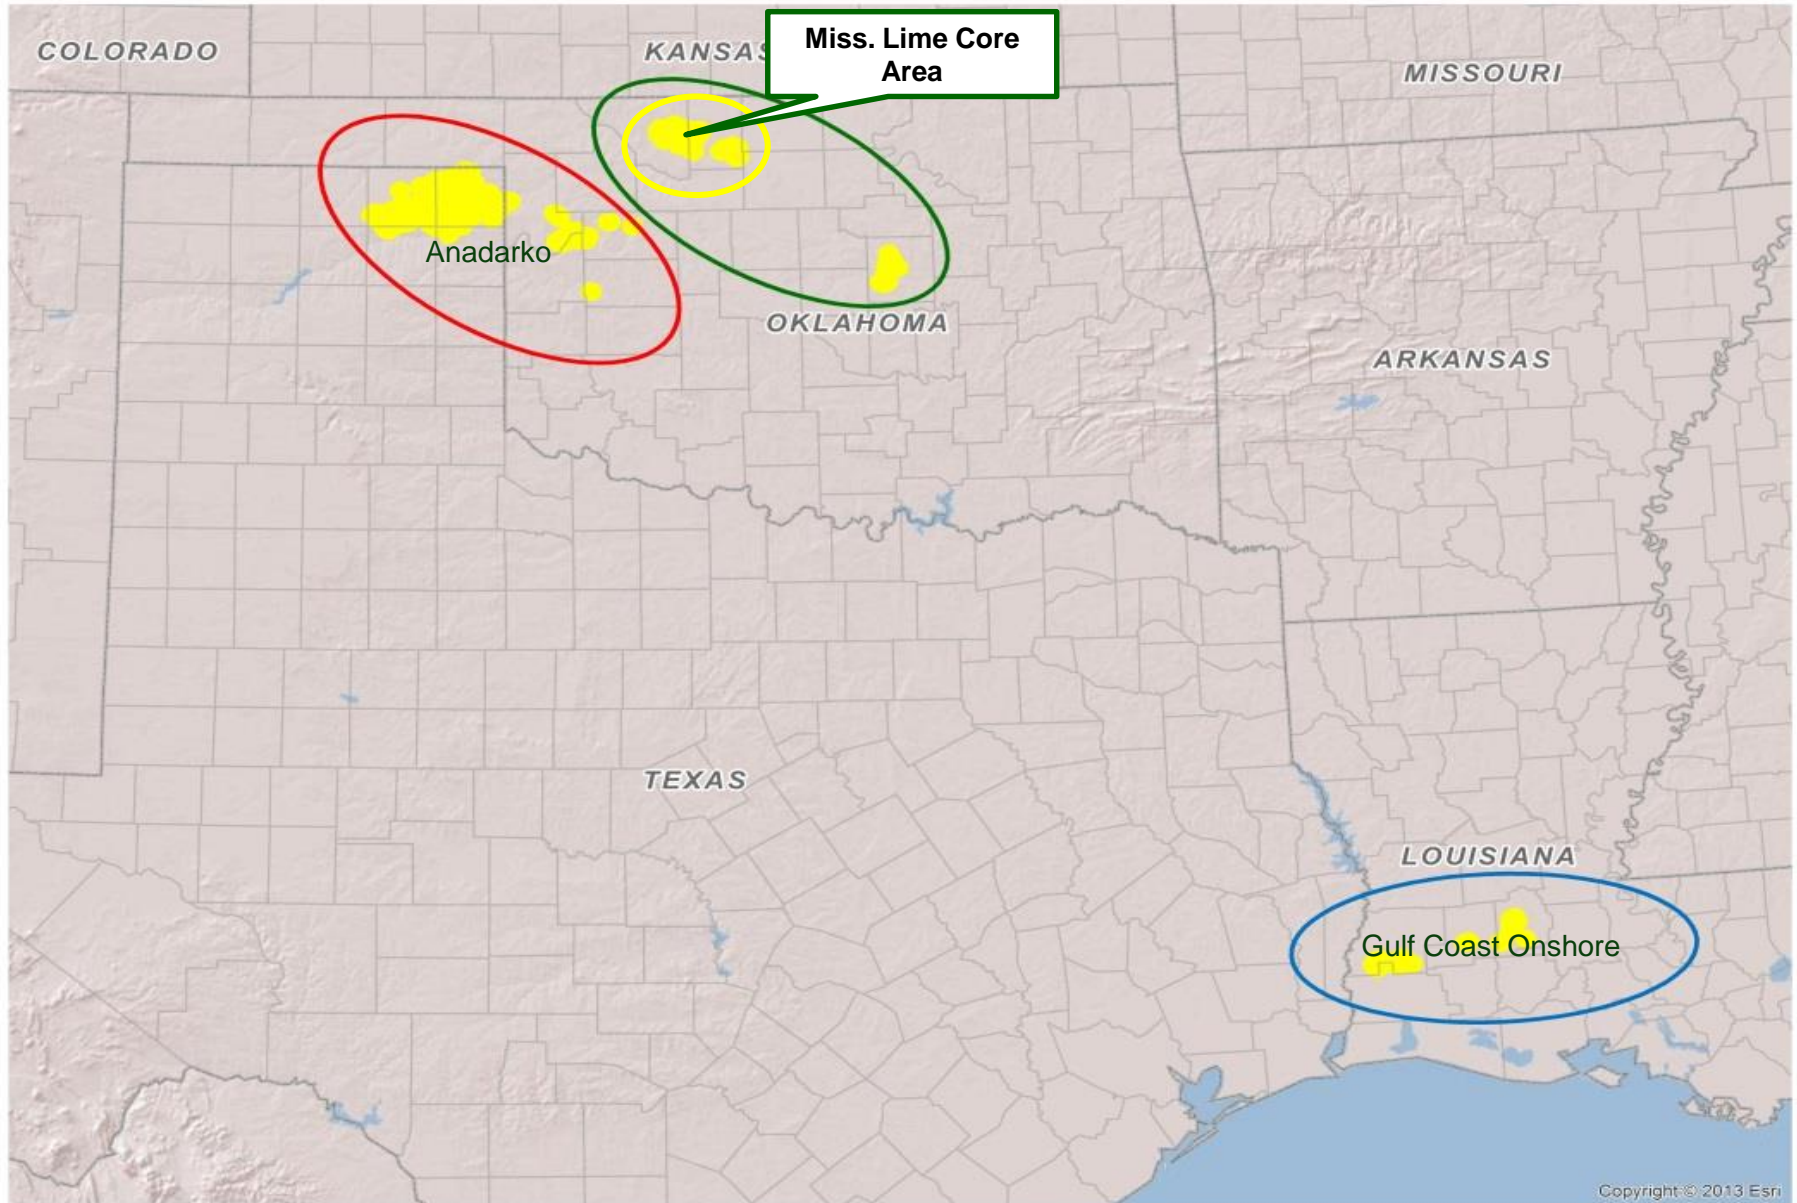 COLORADO
KANSAS
Miss. Lime Core
Area
MISSOURI
Anadarko
OKLAHOMA
ARKANSAS
TEXAS
LOUISIANA
Gulf Coast Onshore
Copyright © 2013 Esri